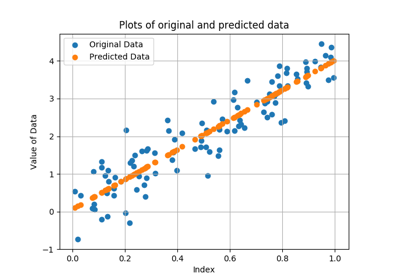 Plots of original and predicted data
Original Data
Predicted Data
Value of Data
4
3
2
1
0
−1
0.0 0.2 0.4 0.6 0.8 1.0
Index